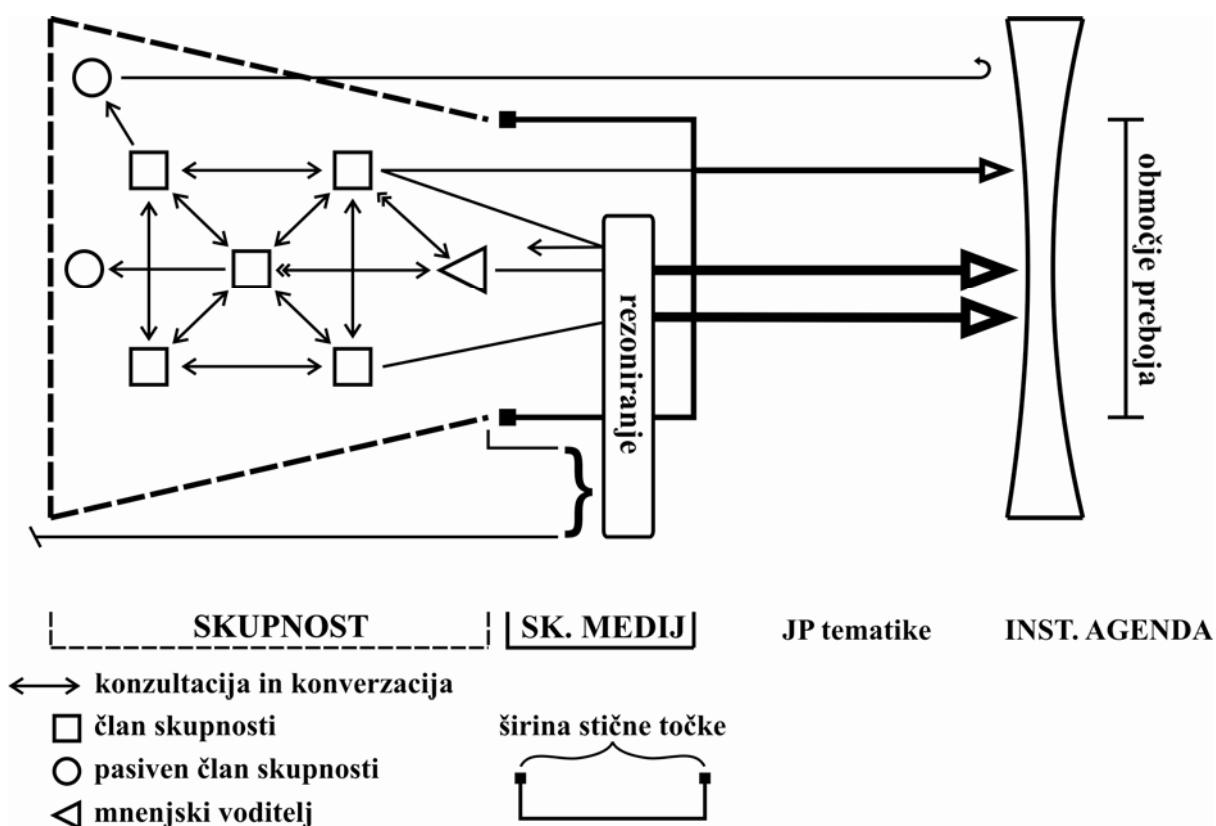 območje preboja
rezoniranje
SKUPNOST
SK. MEDIJ
JP tematike
INST. AGENDA
konzultacija in konverzacija
član skupnosti
širina stične točke
pasiven član skupnosti
mnenjski voditelj